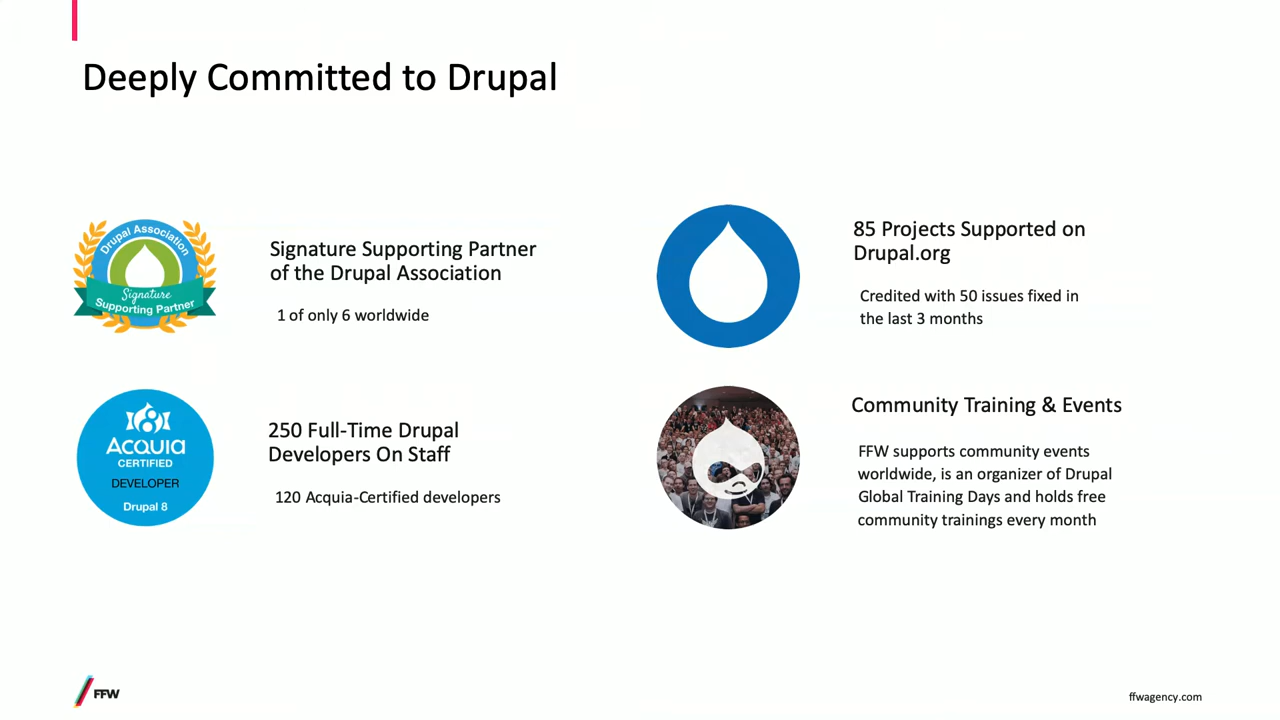 Deeply Committed to Drupal
Drupal Association
Signature
Supporting Partner
Signature Supporting Partner
of the Drupal Association
1 of only 6 worldwide
85 Projects Supported on
Drupal.org
Credited with 50 issues fixed in
the last 3 months
8
Acquia
CERTIFIED
DEVELOPER
Drupal 8
250 Full-Time Drupal
Developers On Staff
120 Acquia-Certified developers
Community Training & Events
FFW supports community events
worldwide, is an organizer of Drupal
Global Training Days and holds free
community trainings every month
FFW
ffwagency.com